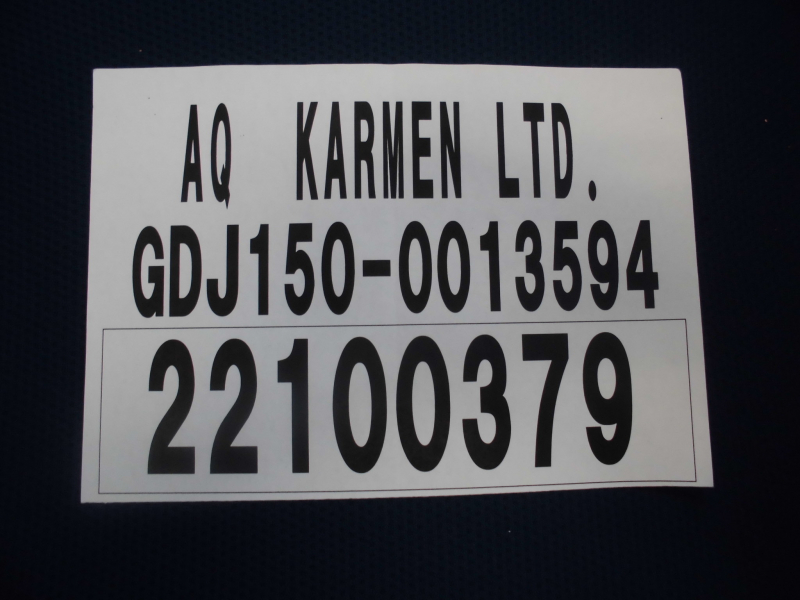 AQ KARMEN LTD.
GDJ150-0013594
22100379